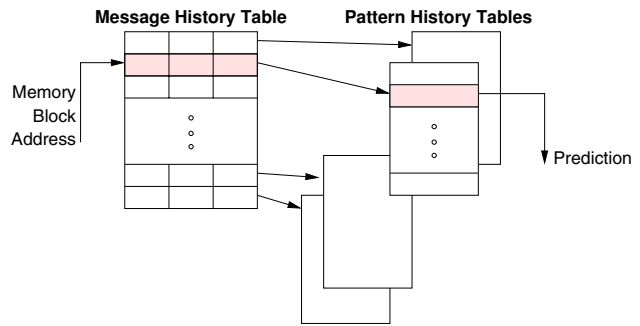 Message History Table
Pattern History Tables
Memory
Block
Address
Prediction